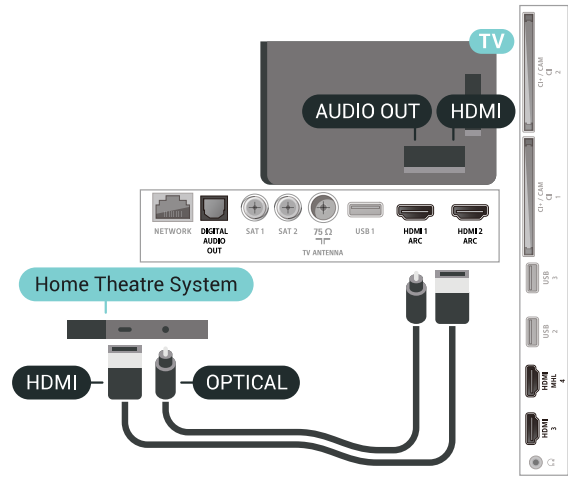 TV
AUDIO OUT
HDMI
NETWORK
DIGITAL
AUDIO
OUT
SAT 1
SAT 2
75 Ω
TV ANTENNA
USB 1
HDMI 1
ARC
HDMI 2
ARC
Home Theatre System
HDMI
OPTICAL
CI+ / CAM
CI
2
CI+ / CAM
CI
1
USB
3
USB
2
HDMI
MHL
4
HDMI
3